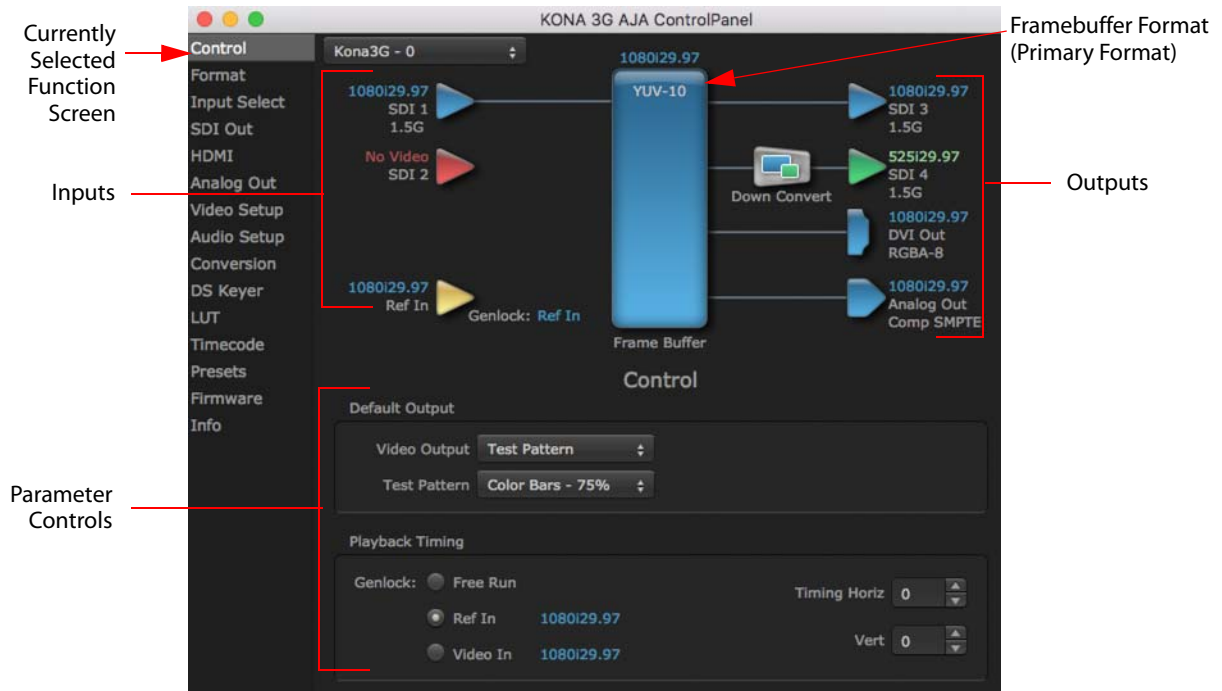 KONA 3G AJA ControlPanel
Currently
Selected
Function
Screen
Framebuffer Format
(Primary Format)
Inputs
Outputs
Parameter
Controls
Control
Format
Input Select
SDI Out
HDMI
Analog Out
Video Setup
Audio Setup
Conversion
DS Keyer
LUT
Timecode
Presets
Firmware
Info
Kona3G - 0
1080i29.97
YUV-10
1080i29.97
SDI 1
1.5G
No Video
SDI 2
1080i29.97
Ref In
Genlock: Ref In
Frame Buffer
Down Convert
1080i29.97
SDI 3
1.5G
525i29.97
SDI 4
1.5G
1080i29.97
DVI Out
RGBA-8
1080i29.97
Analog Out
Comp SMPTE
Control
Default Output
Video Output Test Pattern
Test Pattern Color Bars - 75%
Playback Timing
Genlock: Free Run
Ref In 1080i29.97
Video In 1080i29.97
Timing Horiz 0
Vert 0